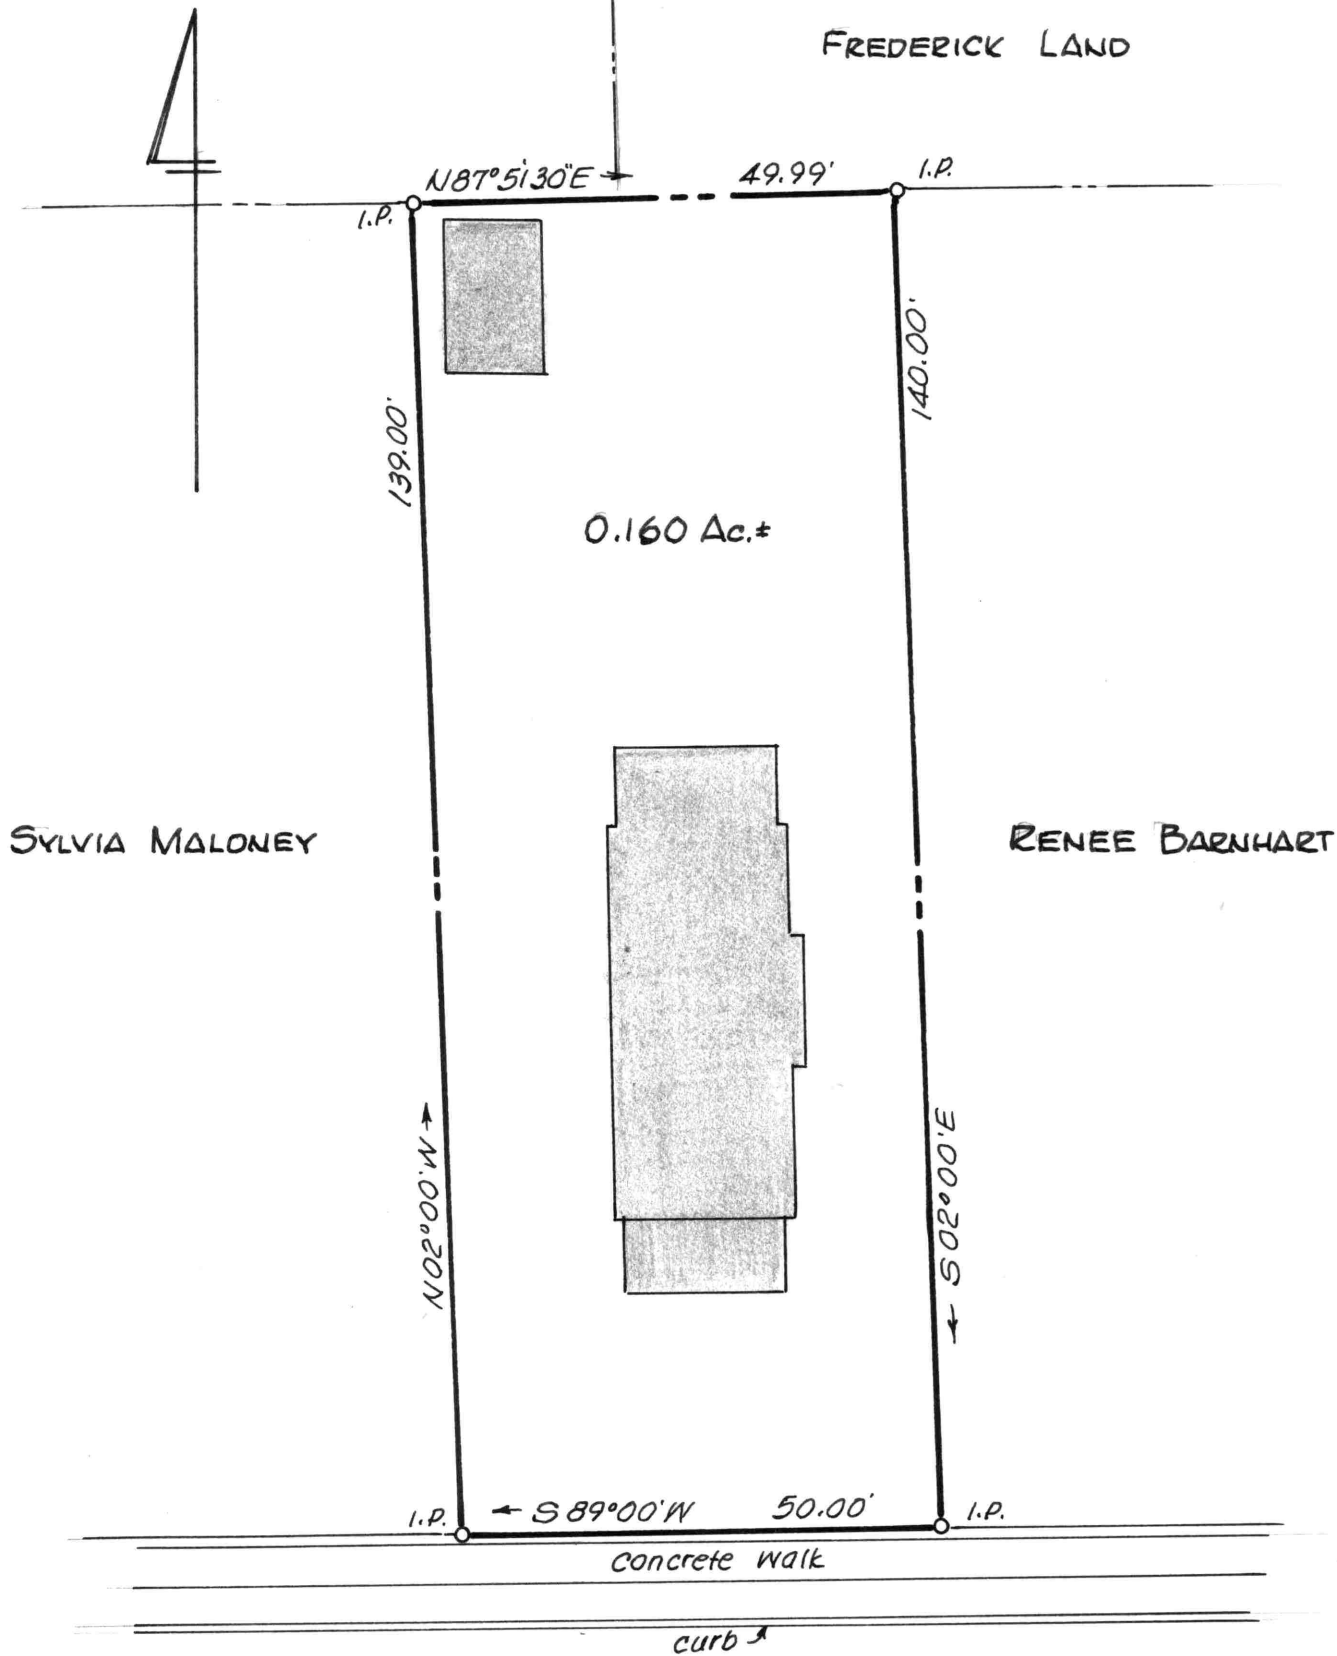 FREDERICK LAND
N87°51'30"E → 49.99' I.P.
I.P.
140.00'
139.00'
0.160 Ac.±
SYLVIA MALONEY
RENEE BARNHART
N02°00'W →
← S02°00'E
I.P. ← S 89°00'W 50.00' I.P.
concrete walk
curb